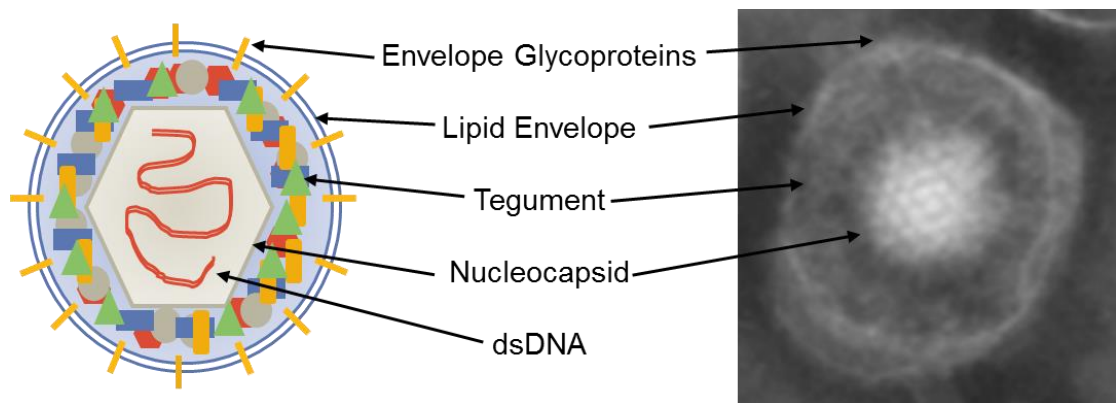 Envelope Glycoproteins
Lipid Envelope
Tegument
Nucleocapsid
dsDNA